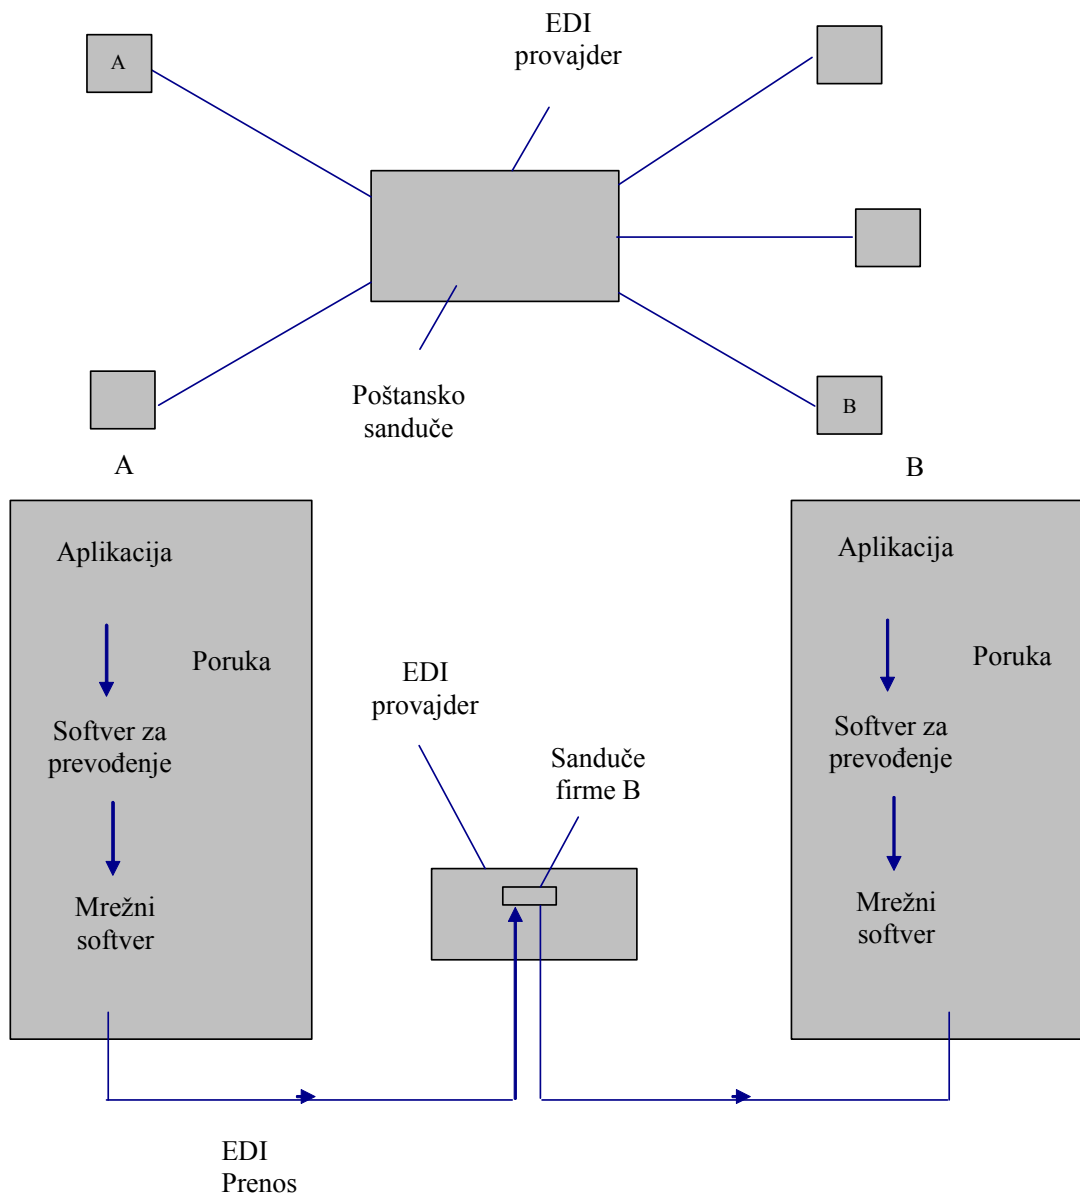 EDI
provajder
A
Poštansko
sanduče
B
A
B
Aplikacija
Poruka
Softver za
prevođenje
Mrežni
softver
EDI
provajder
Sanduče
firme B
Aplikacija
Poruka
Softver za
prevođenje
Mrežni
softver
EDI
Prenos